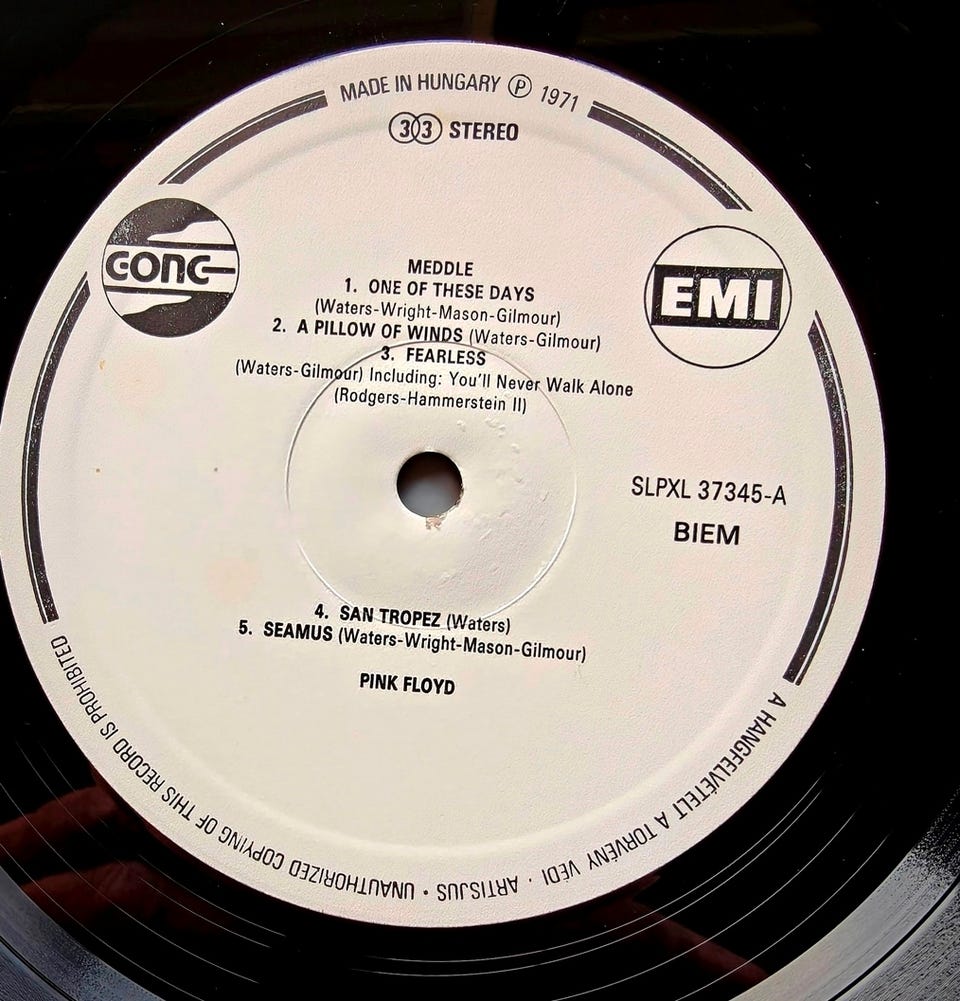 MADE IN HUNGARY Ⓟ 1971
33 STEREO
GONG
EMI
MEDDLE
1. ONE OF THESE DAYS
(Waters-Wright-Mason-Gilmour)
2. A PILLOW OF WINDS (Waters-Gilmour)
3. FEARLESS
(Waters-Gilmour) Including: You'll Never Walk Alone
(Rodgers-Hammerstein II)
SLPXL 37345-A
BIEM
4. SAN TROPEZ (Waters)
5. SEAMUS (Waters-Wright-Mason-Gilmour)
PINK FLOYD
A HANGFELVÉTELT A TÖRVÉNY VÉDI · ARTISJUS • UNAUTHORIZED COPYING OF THIS RECORD IS PROHIBITED